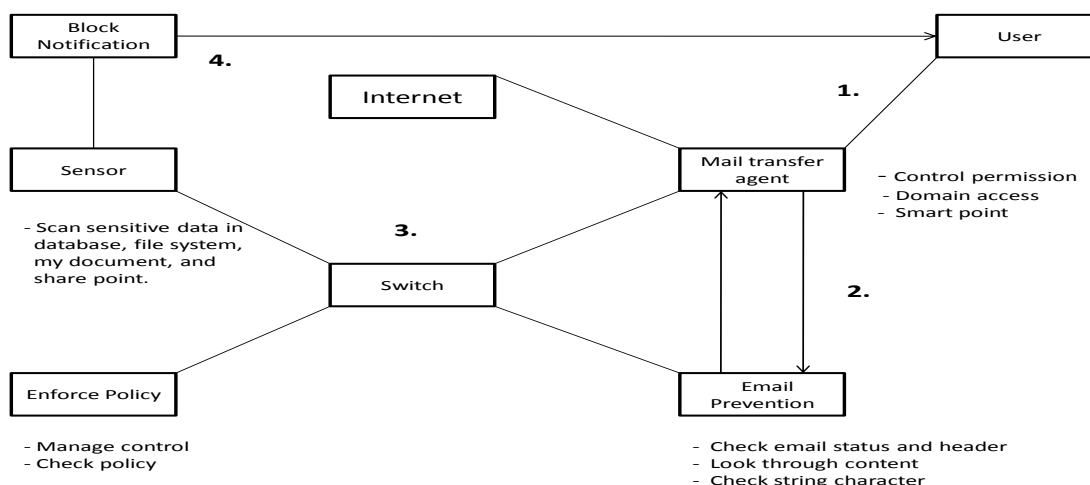 Block
Notification
User
4.
1.
Internet
Sensor
Mail transfer
agent
- Control permission
- Domain access
- Smart point
- Scan sensitive data in
database, file system,
my document, and
share point.
3.
Switch
2.
Enforce Policy
Email
Prevention
- Manage control
- Check policy
- Check email status and header
- Look through content
- Check string character